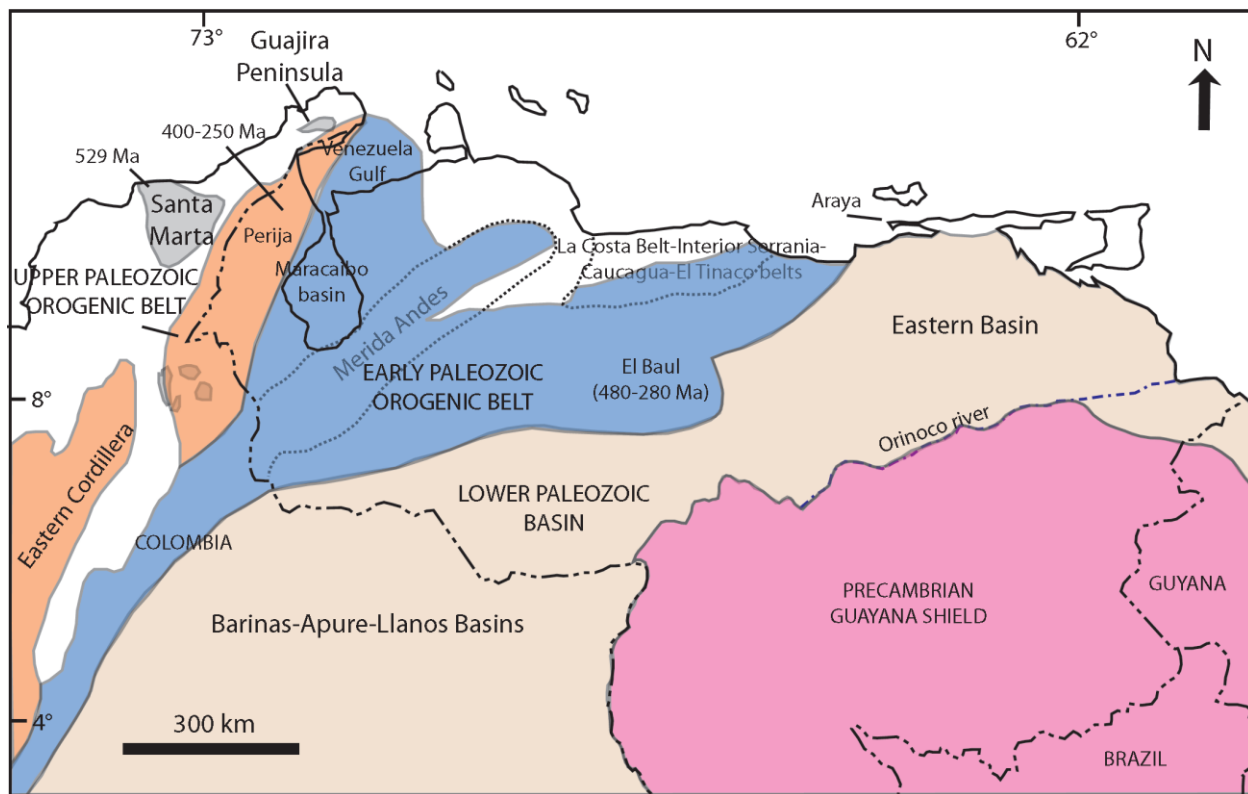 73°
62°
Guajira
Peninsula
N
400-250 Ma
529 Ma
Venezuela
Gulf
Santa
Marta
Araya
Perija
La Costa Belt-Interior Serrania-
Caucagua-El Tinaco belts
Maracaibo
basin
UPPER PALEOZOIC
OROGENIC BELT
Merida Andes
Eastern Basin
EARLY PALEOZOIC
OROGENIC BELT
El Baul
(480-280 Ma)
8°
Orinoco river
Eastern Cordillera
LOWER PALEOZOIC
BASIN
COLOMBIA
PRECAMBRIAN
GUAYANA SHIELD
GUYANA
Barinas-Apure-Llanos Basins
4°
300 km
BRAZIL